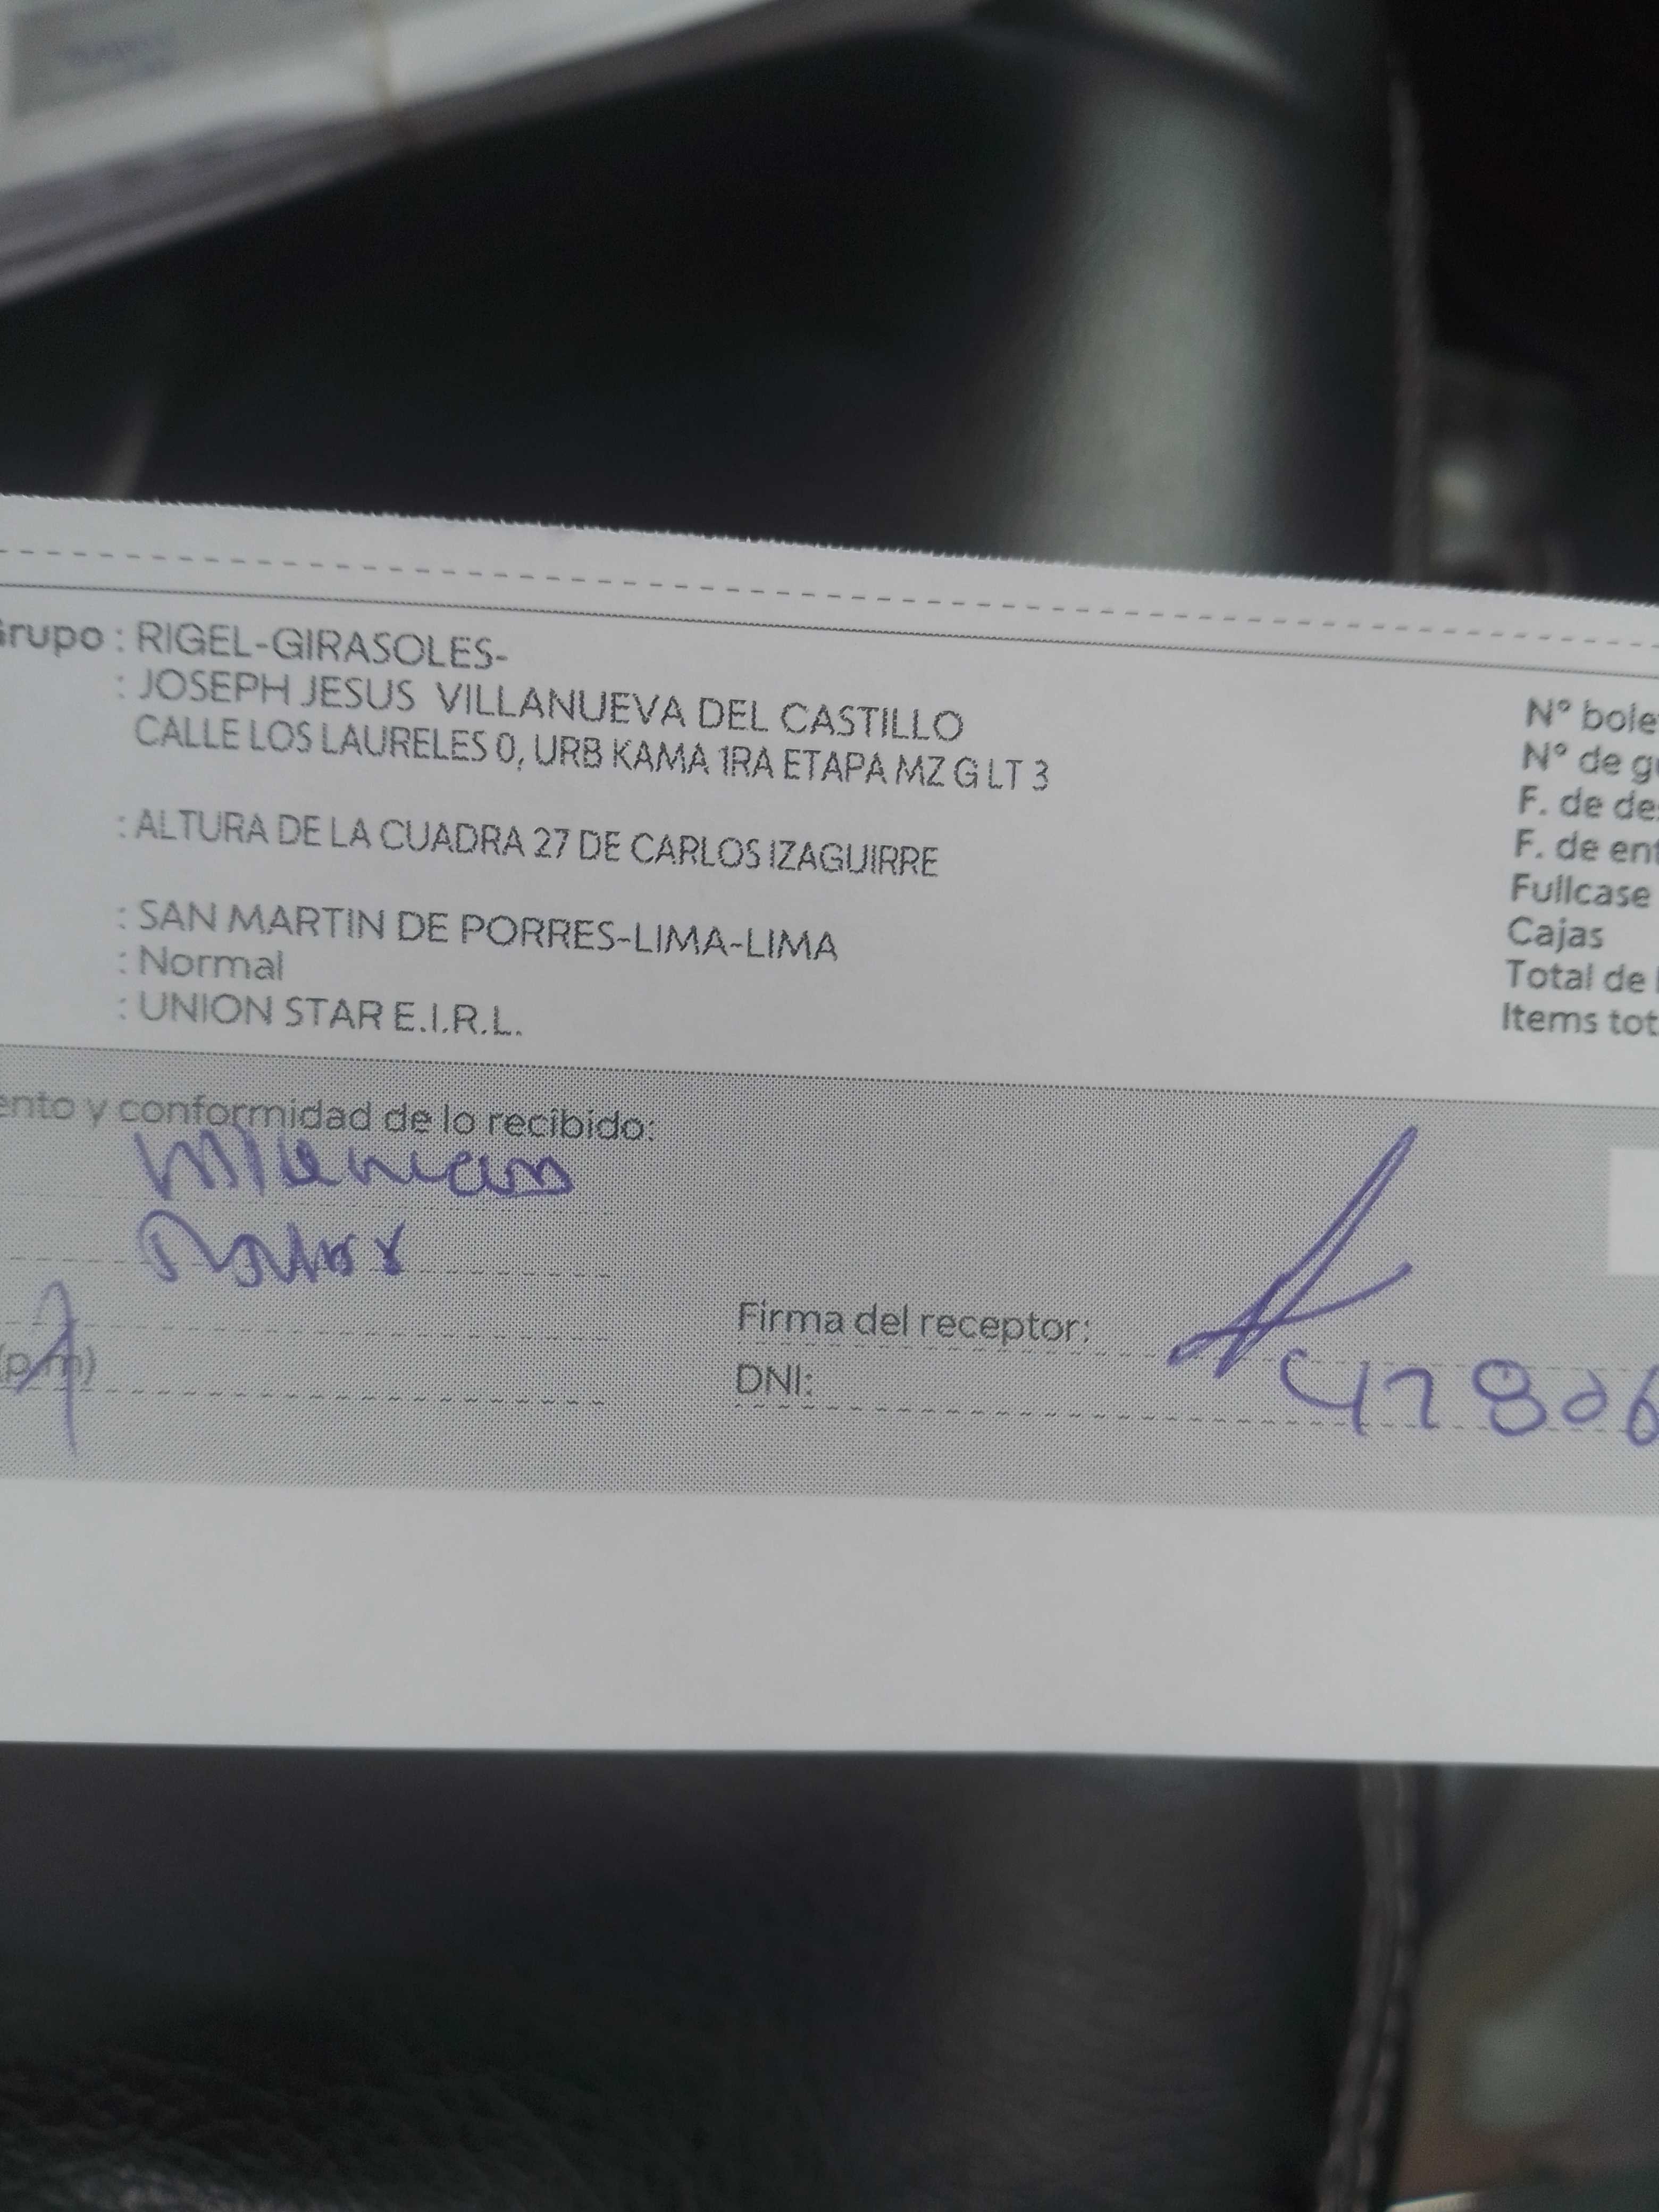 Grupo : RIGEL-GIRASOLES-
: JOSEPH JESUS VILLANUEVA DEL CASTILLO
CALLE LOS LAURELES 0, URB KAMA 1RA ETAPA MZ G LT 3
: ALTURA DE LA CUADRA 27 DE CARLOS IZAGUIRRE
: SAN MARTIN DE PORRES-LIMA-LIMA
: Normal
: UNION STAR E.I.R.L.
N° bole
N° de g
F. de de
F. de ent
Fullcase
Cajas
Total de
Items tot
ento y conformidad de lo recibido:
(p.m)
Firma del receptor:
DNI: 47806